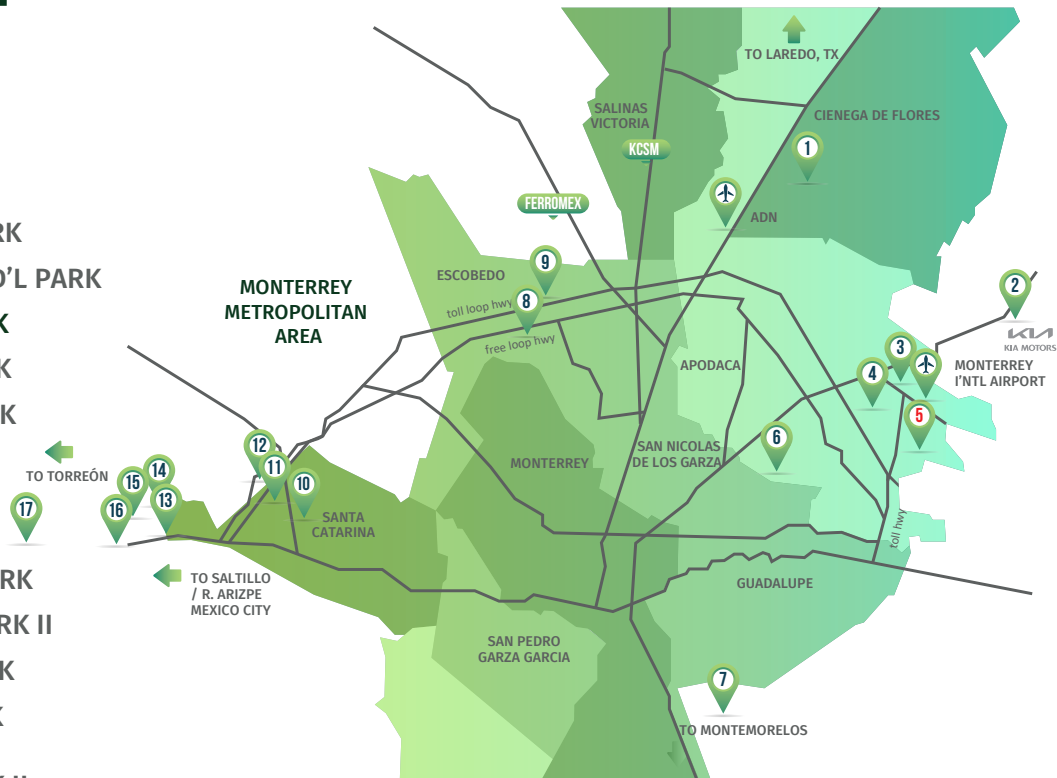 TO LAREDO, TX
SALINAS
VICTORIA
CIENEGA DE FLORES
KCSM
1
FERROMEX
ADN
RK
D'L PARK
K
K
K
MONTERREY
METROPOLITAN
AREA
ESCOBEDO
9
8
toll loop hwy
free loop hwy
2
KIA
KIA MOTORS
3
4
MONTERREY
I'NTL AIRPORT
APODACA
5
6
SAN NICOLAS
DE LOS GARZA
MONTERREY
12
11
10
TO TORREÓN
14
15
13
16
17
SANTA
CATARINA
toll hwy
TO SALTILLO
/ R. ARIZPE
MEXICO CITY
GUADALUPE
RK
RK II
K
K
SAN PEDRO
GARZA GARCIA
7
TO MONTEMORELOS